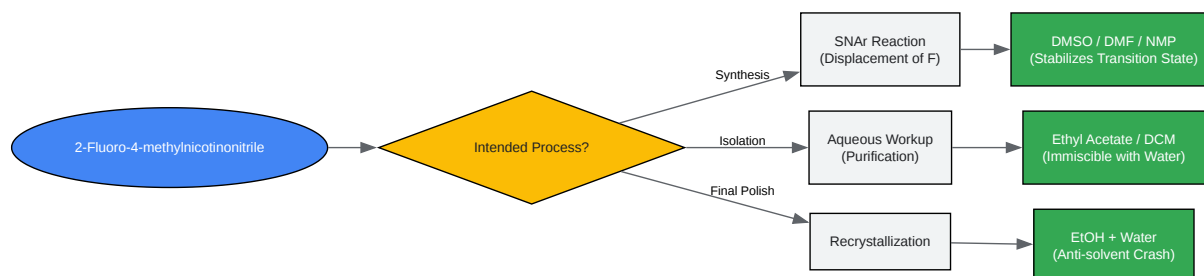 2-Fluoro-4-methylnicotinonitrile
Intended Process?
Synthesis
SNAr Reaction
(Displacement of F)
DMSO / DMF / NMP
(Stabilizes Transition State)
Isolation
Aqueous Workup
(Purification)
Ethyl Acetate / DCM
(Immiscible with Water)
Final Polish
Recrystallization
EtOH + Water
(Anti-solvent Crash)